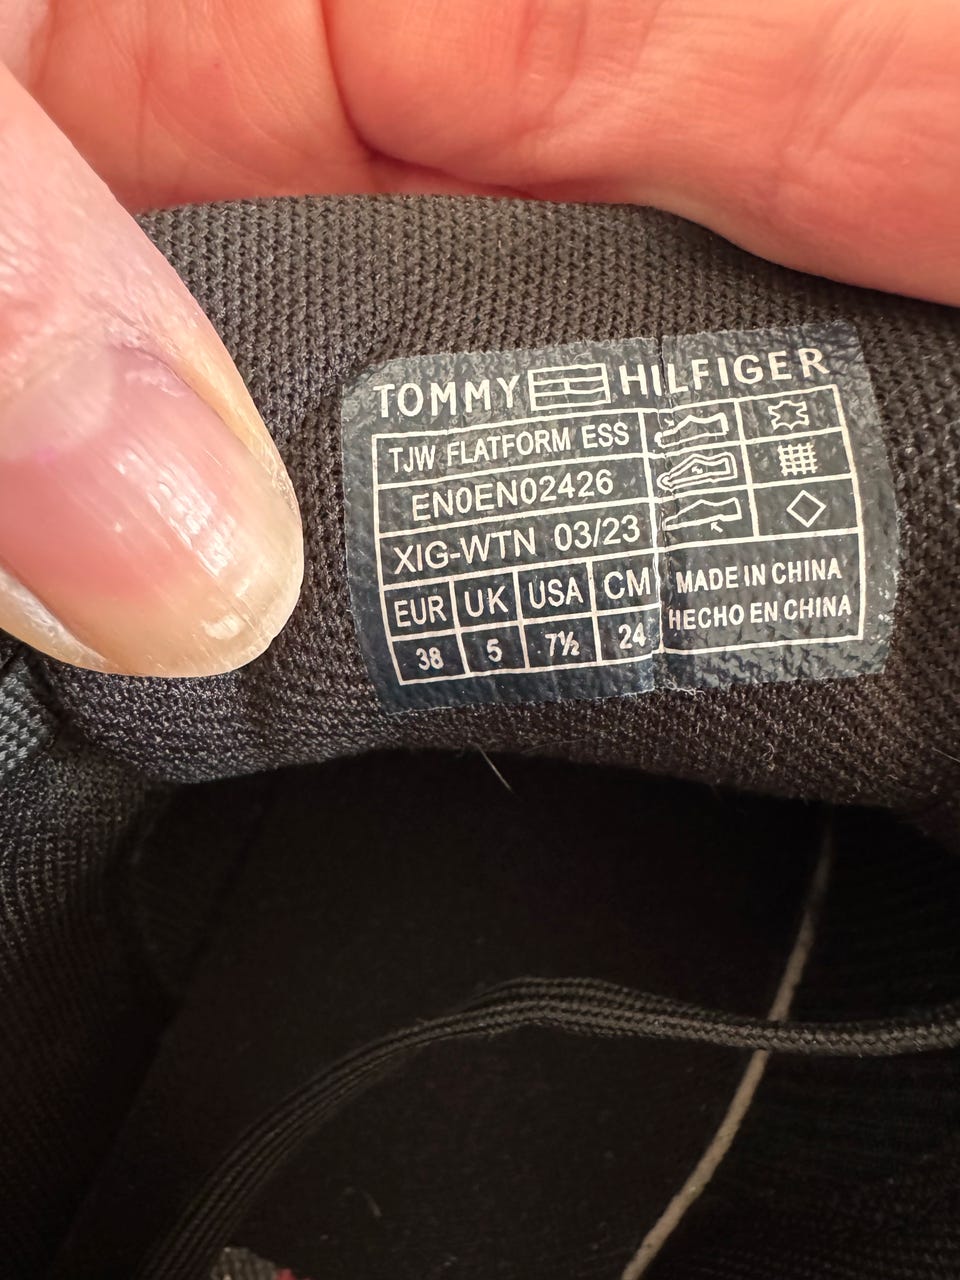 TOMMY HILFIGER
TJW FLATFORM ESS
EN0EN02426
XIG-WTN 03/23
EUR UK USA CM
38 5 7½ 24
MADE IN CHINA
HECHO EN CHINA